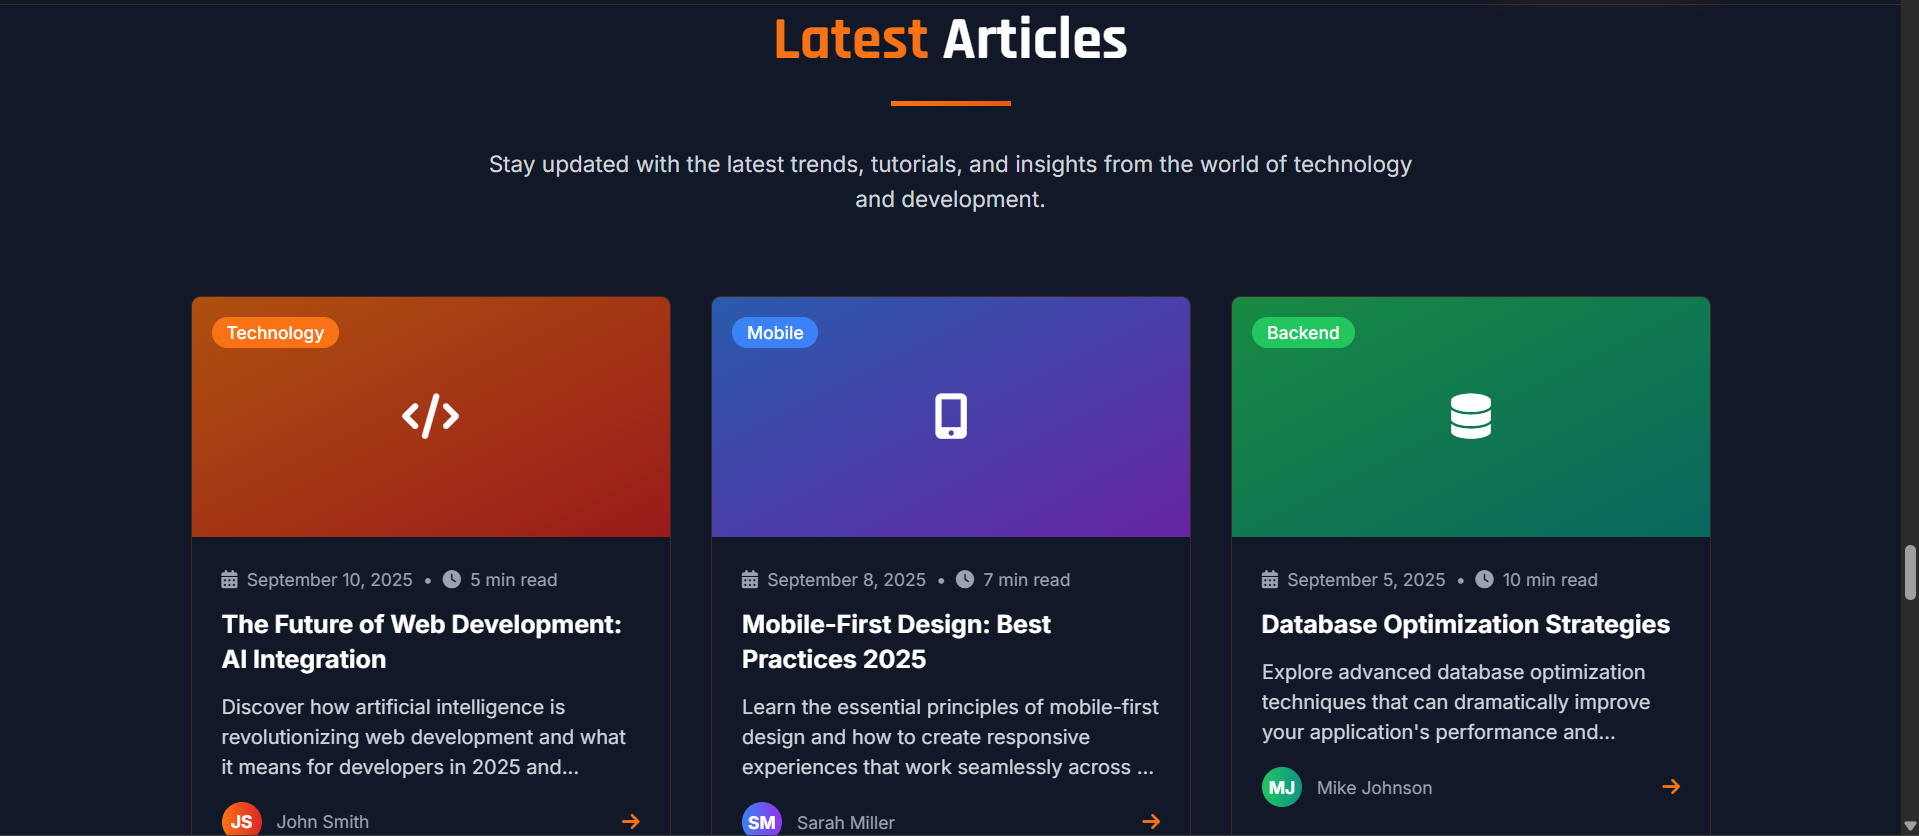 Latest Articles
Stay updated with the latest trends, tutorials, and insights from the world of technology
and development.
Technology
September 10, 2025 • 5 min read
The Future of Web Development:
AI Integration
Discover how artificial intelligence is
revolutionizing web development and what
it means for developers in 2025 and...
JS John Smith
Mobile
September 8, 2025 • 7 min read
Mobile-First Design: Best
Practices 2025
Learn the essential principles of mobile-first
design and how to create responsive
experiences that work seamlessly across ...
SM Sarah Miller
Backend
September 5, 2025 • 10 min read
Database Optimization Strategies
Explore advanced database optimization
techniques that can dramatically improve
your application's performance and...
MJ Mike Johnson